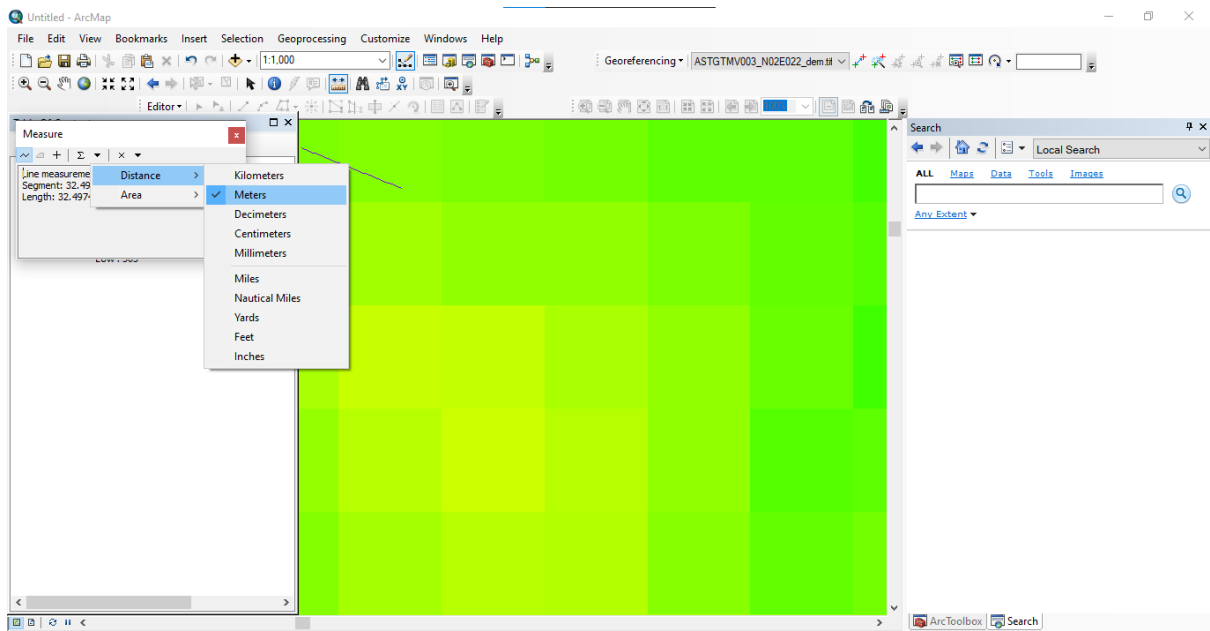 Untitled - ArcMap
File Edit View Bookmarks Insert Selection Geoprocessing Customize Windows Help
1:1,000
Georeferencing
ASTGTMV003_N02E022_dem.tif
Editor
Measure
Line measureme
Segment: 32.49
Length: 32.497
Distance
Area
Kilometers
Meters
Decimeters
Centimeters
Millimeters
Miles
Nautical Miles
Yards
Feet
Inches
Search
Local Search
ALL Maps Data Tools Images
Any Extent
ArcToolbox Search